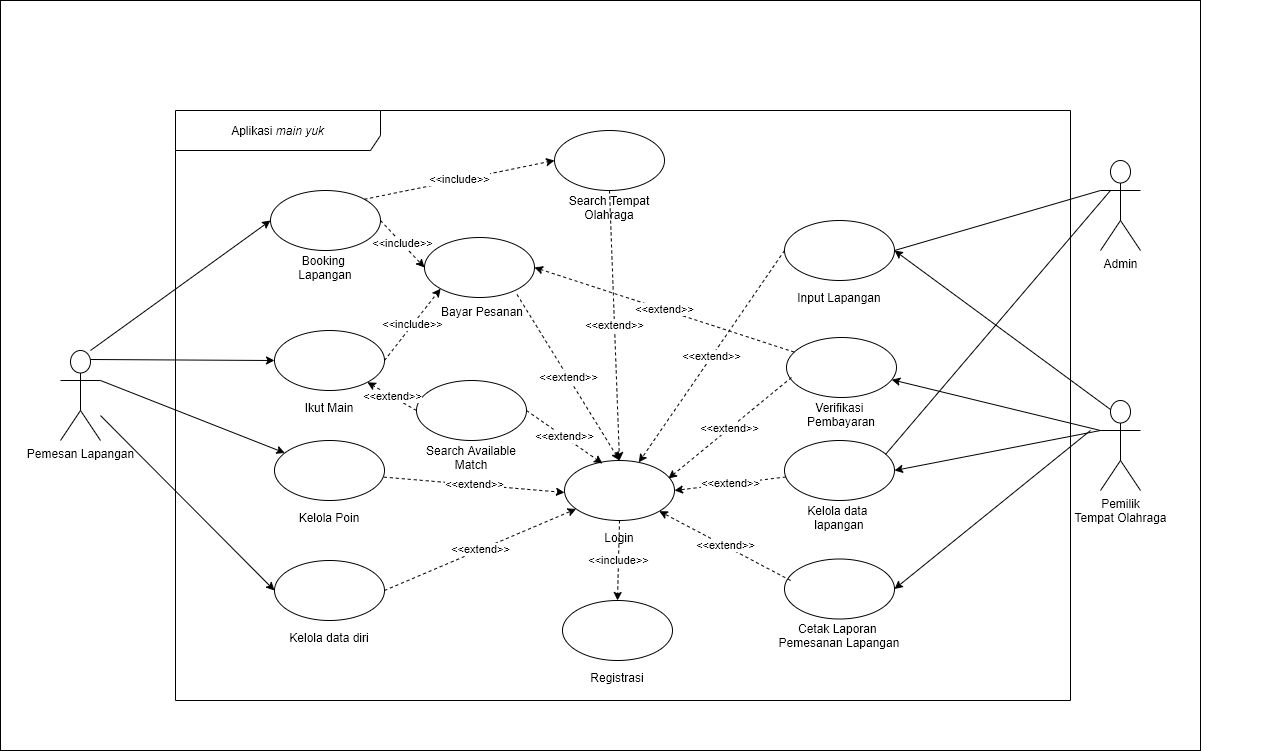 Aplikasi main yuk
<<include>>
Search Tempat
Olahraga
<<include>>
Booking
Lapangan
Bayar Pesanan
Input Lapangan
Admin
<<extend>>
<<include>>
<<extend>>
<<extend>>
<<extend>>
<<extend>>
Ikut Main
Verifikasi
Pembayaran
Search Available
Match
<<extend>>
<<extend>>
Pemesan Lapangan
<<extend>>
<<extend>>
Kelola Poin
Kelola data
lapangan
Pemilik
Tempat Olahraga
Login
<<extend>>
<<extend>>
<<include>>
Kelola data diri
Cetak Laporan
Pemesanan Lapangan
Registrasi